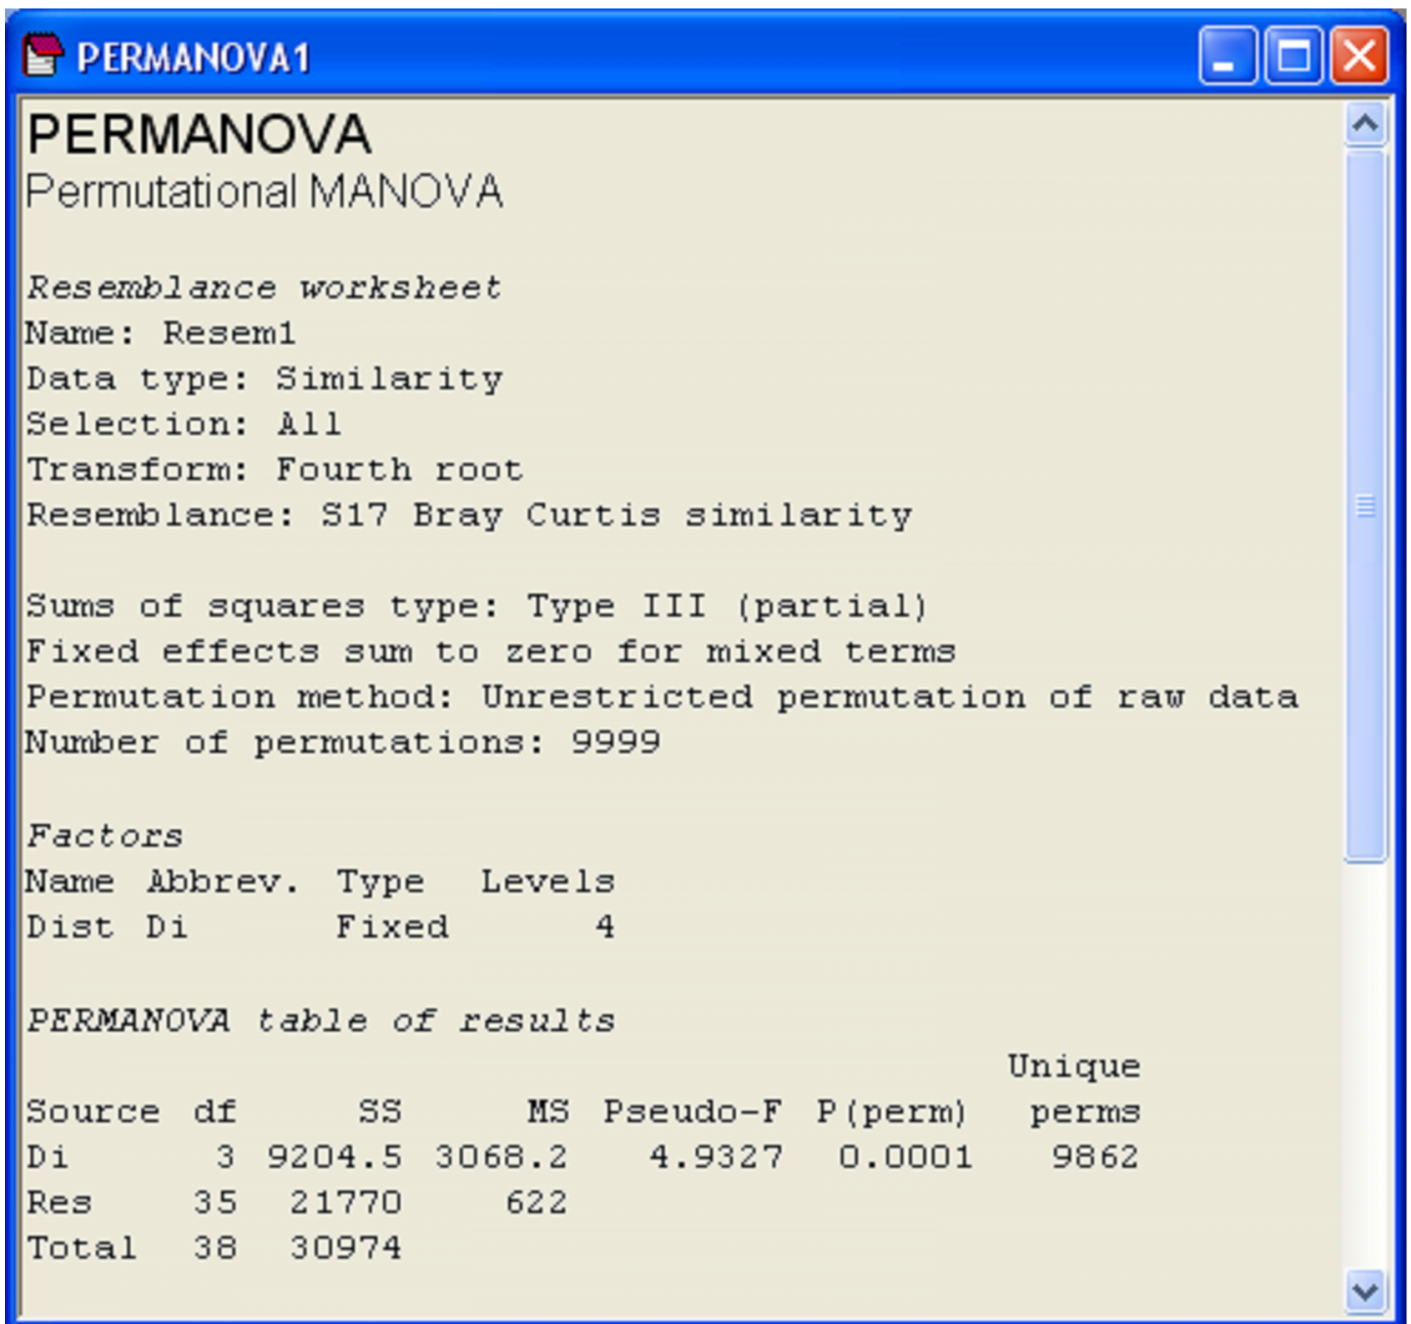 PERMANOVA1
PERMANOVA
Permutational MANOVA
Resemblance worksheet
Name: Resem1
Data type: Similarity
Selection: All
Transform: Fourth root
Resemblance: S17 Bray Curtis similarity
Sums of squares type: Type III (partial)
Fixed effects sum to zero for mixed terms
Permutation method: Unrestricted permutation of raw data
Number of permutations: 9999
Factors
Name Abbrev. Type Levels
Dist Di Fixed 4
PERMANOVA table of results
Unique
Source df SS MS Pseudo-F P(perm) perms
Di 3 9204.5 3068.2 4.9327 0.0001 9862
Res 35 21770 622
Total 38 30974